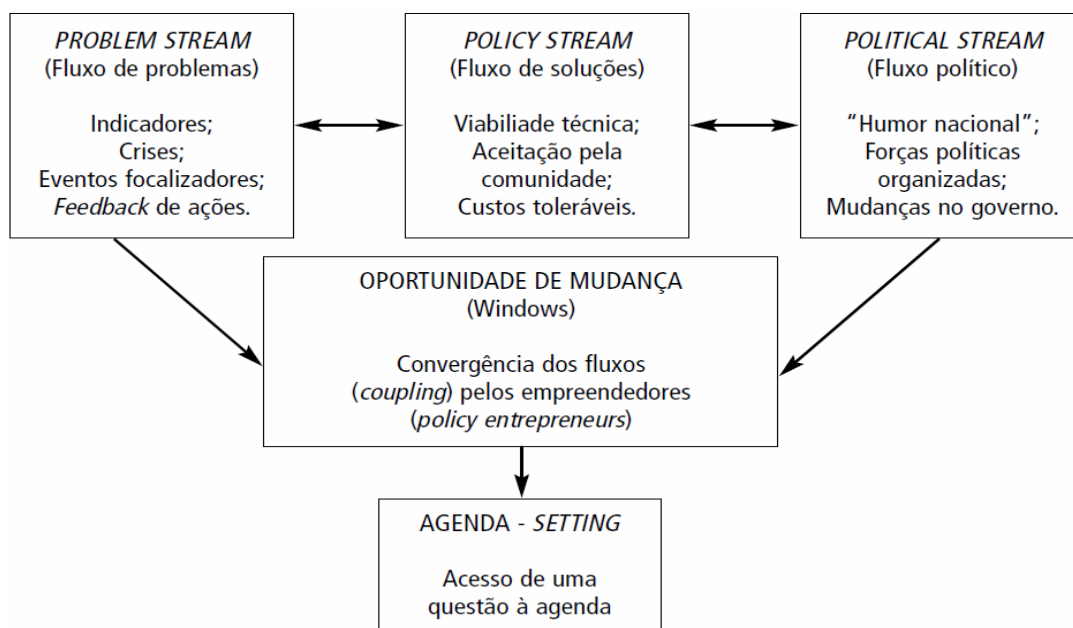 PROBLEM STREAM
(Fluxo de problemas)
Indicadores;
Crises;
Eventos focalizadores;
Feedback de ações.
POLICY STREAM
(Fluxo de soluções)
Viabiliade técnica;
Aceitação pela
comunidade;
Custos toleráveis.
POLITICAL STREAM
(Fluxo político)
“Humor nacional”;
Forças políticas
organizadas;
Mudanças no governo.
OPORTUNIDADE DE MUDANÇA
(Windows)
Convergência dos fluxos
(coupling) pelos empreendedores
(policy entrepreneurs)
AGENDA - SETTING
Acesso de uma
questão à agenda